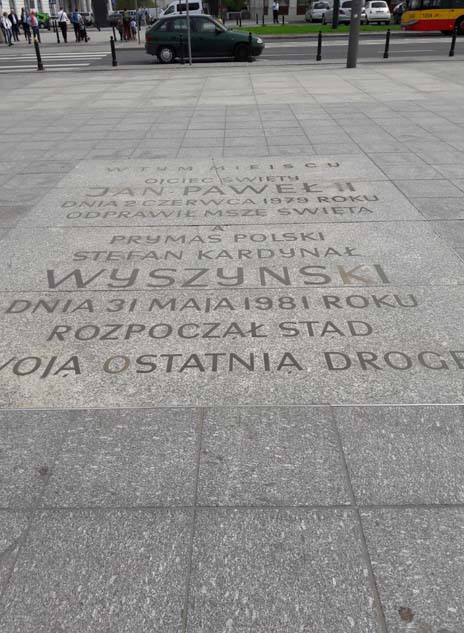 W TYM MIEJSCU
OJCIEC ŚWIĘTY
JAN PAWEŁ II
DNIA 2 CZERWCA 1979 ROKU
ODPRAWIŁ MSZĘ ŚWIĘTĄ
A
PRYMAS POLSKI
STEFAN KARDYNAŁ
WYSZYŃSKI
DNIA 31 MAJA 1981 ROKU
ROZPOCZĄŁ STĄD
WOJĄ OSTATNIĄ DROGĘ